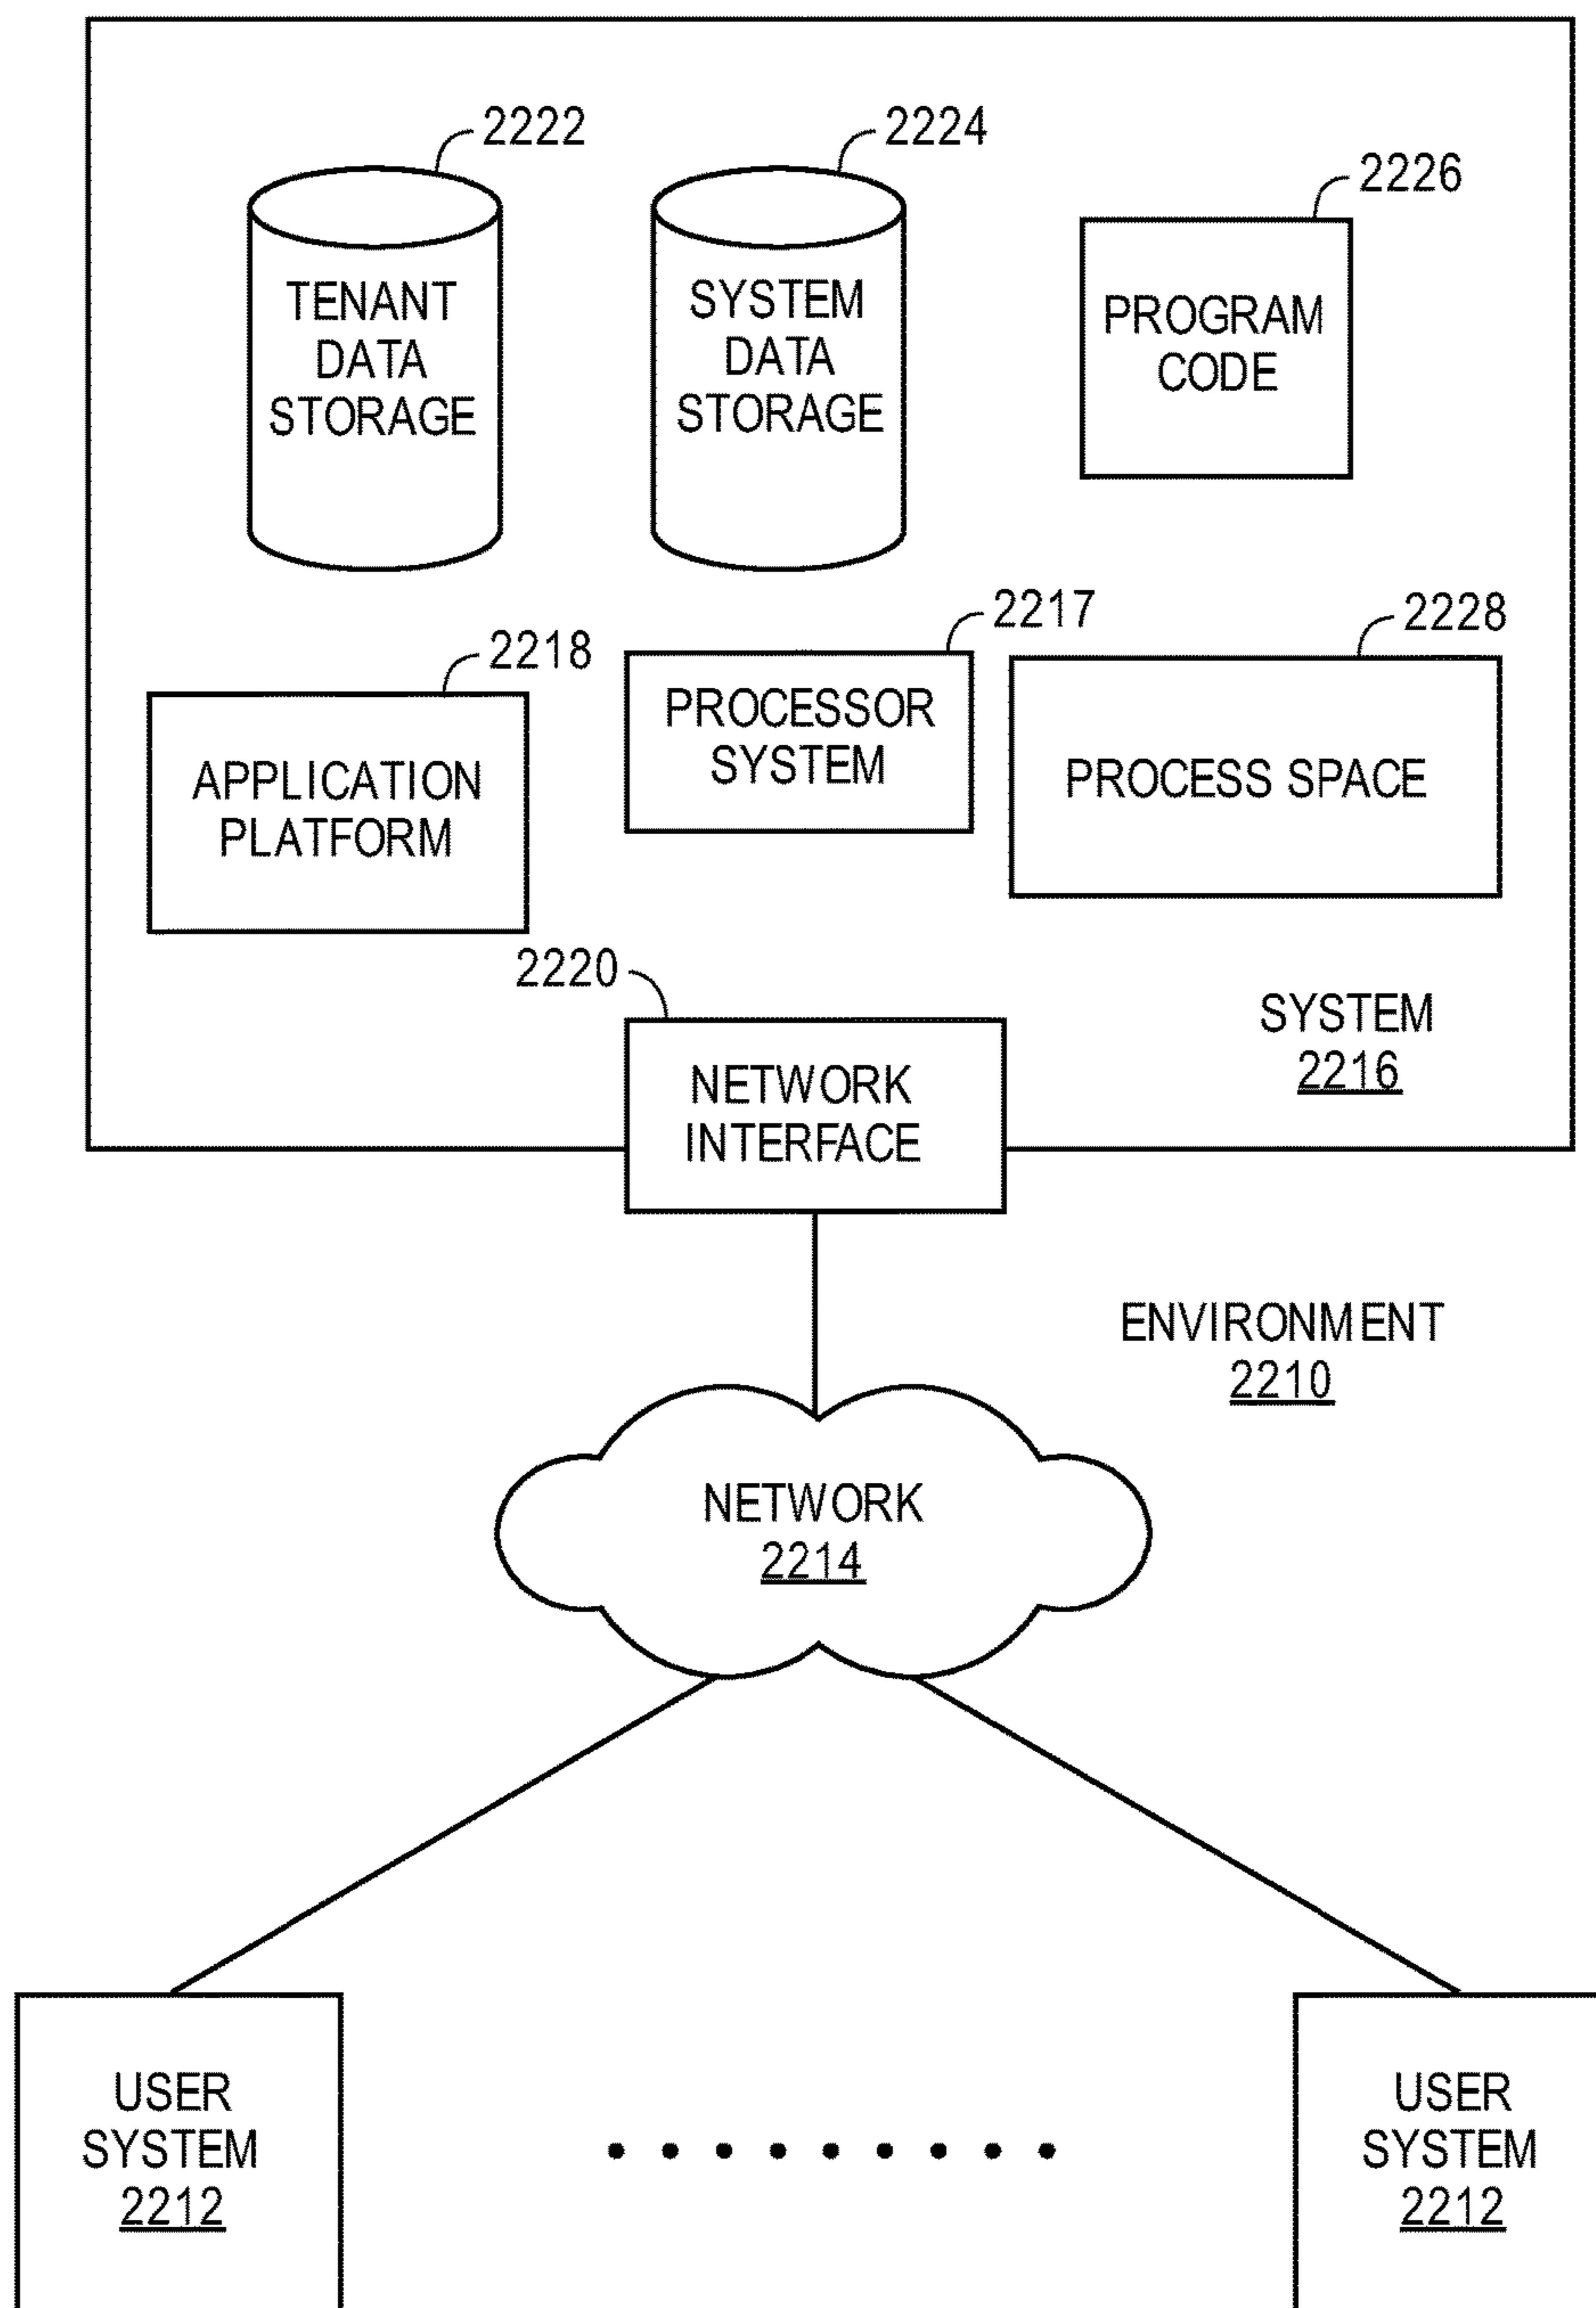 2222
2224
2226
TENANT
DATA
STORAGE
SYSTEM
DATA
STORAGE
PROGRAM
CODE
2218
2217
2228
APPLICATION
PLATFORM
PROCESSOR
SYSTEM
PROCESS SPACE
2220
NETWORK
INTERFACE
SYSTEM
2216
ENVIRONMENT
2210
NETWORK
2214
USER
SYSTEM
2212
USER
SYSTEM
2212